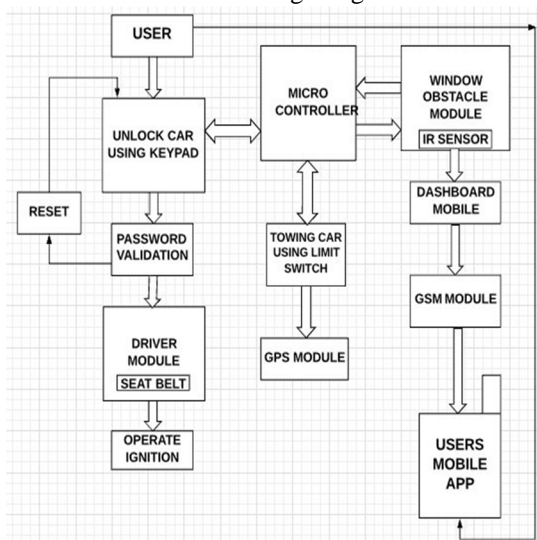 USER
UNLOCK CAR
USING KEYPAD
RESET
PASSWORD
VALIDATION
DRIVER
MODULE
SEAT BELT
OPERATE
IGNITION
MICRO
CONTROLLER
TOWING CAR
USING LIMIT
SWITCH
GPS MODULE
WINDOW
OBSTACLE
MODULE
IR SENSOR
DASHBOARD
MOBILE
GSM MODULE
USERS
MOBILE
APP